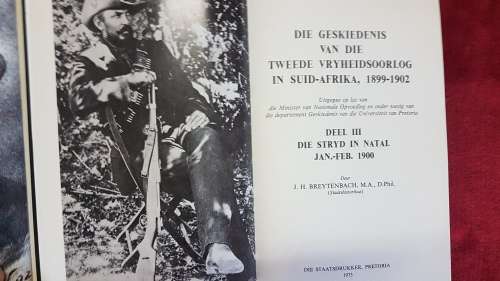 DIE GESKIEDENIS
VAN DIE
TWEEDE VRYHEIDSOORLOG
IN SUID-AFRIKA, 1899-1902
Uitgegee op las van
die Minister van Nasionale Opvoeding en onder toesig van
die departement Geskiedenis van die Universiteit van Pretoria
DEEL III
DIE STRYD IN NATAL
JAN.-FEB. 1900
Deur
J. H. BREYTENBACH, M.A., D.Phil.
(Staatshistorikus)
DIE STAATSDRUKKER, PRETORIA
1973